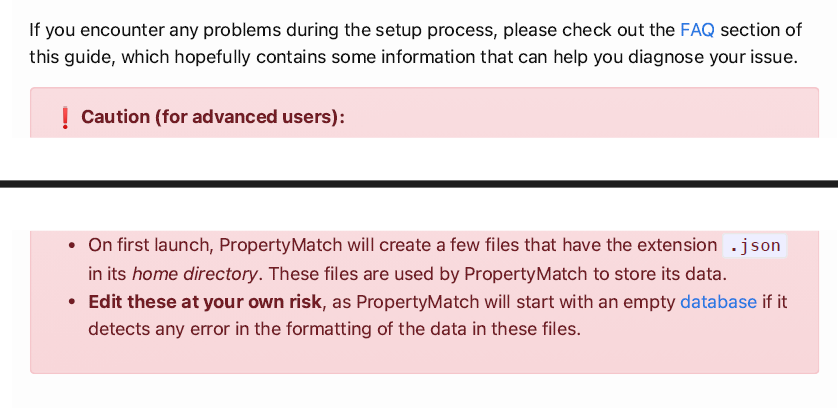 If you encounter any problems during the setup process, please check out the FAQ section of
this guide, which hopefully contains some information that can help you diagnose your issue.
❗ Caution (for advanced users):
• On first launch, PropertyMatch will create a few files that have the extension .json
in its home directory. These files are used by PropertyMatch to store its data.
• Edit these at your own risk, as PropertyMatch will start with an empty database if it
detects any error in the formatting of the data in these files.